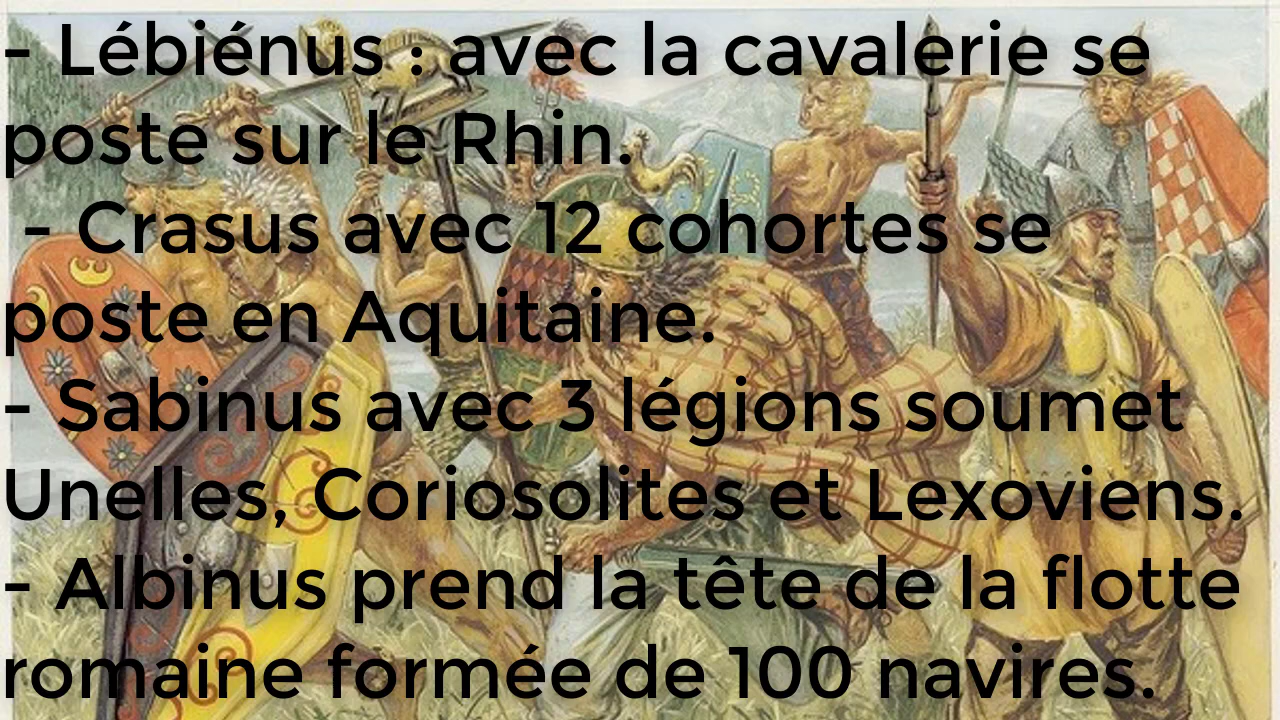 - Lébiénus : avec la cavalerie se
poste sur le Rhin.
- Crasus avec 12 cohortes se
poste en Aquitaine.
- Sabinus avec 3 légions soumet
Unelles, Coriosolites et Lexoviens.
- Albinus prend la tête de la flotte
romaine formée de 100 navires.